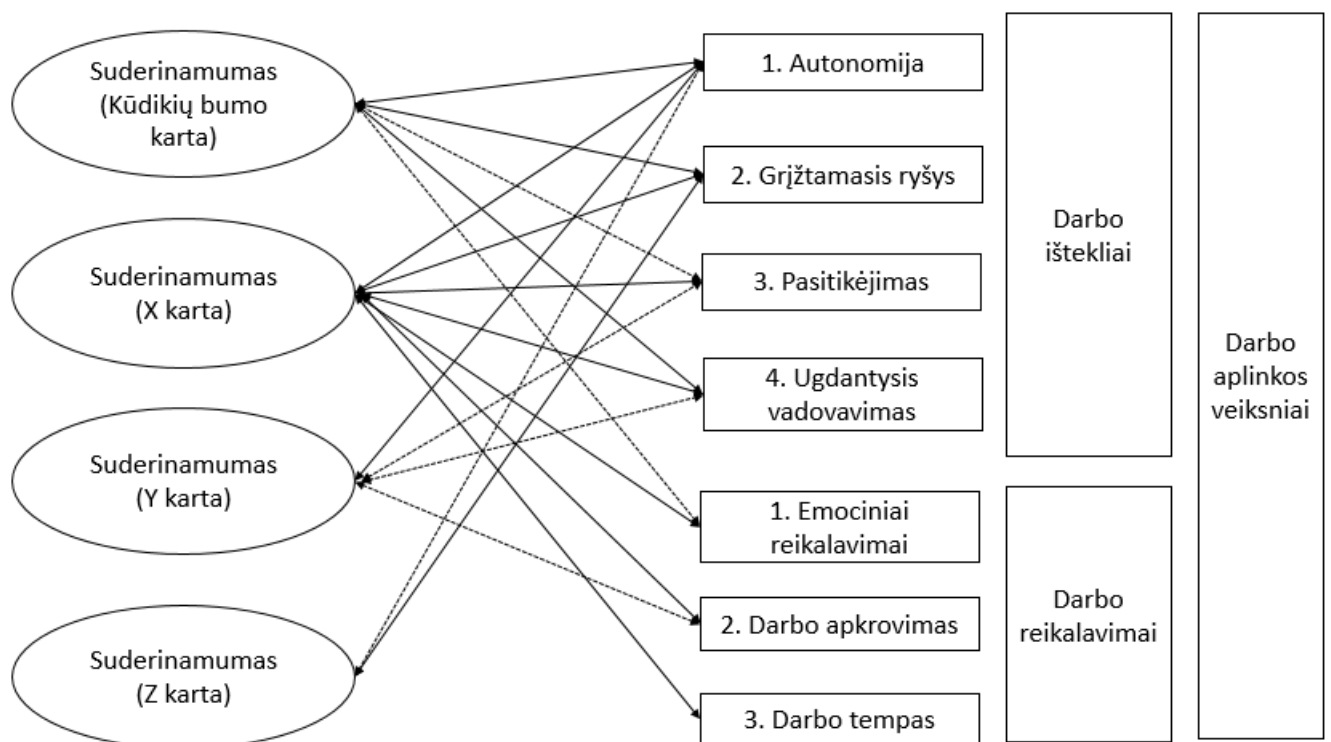 Suderinamumas
(Kūdikių bumo
karta)
Suderinamumas
(X karta)
Suderinamumas
(Y karta)
Suderinamumas
(Z karta)
1. Autonomija
2. Grįžtamasis ryšys
3. Pasitikėjimas
4. Ugdantysis
vadovavimas
1. Emociniai
reikalavimai
2. Darbo apkrovimas
3. Darbo tempas
Darbo
ištekliai
Darbo
reikalavimai
Darbo
aplinkos
veiksniai